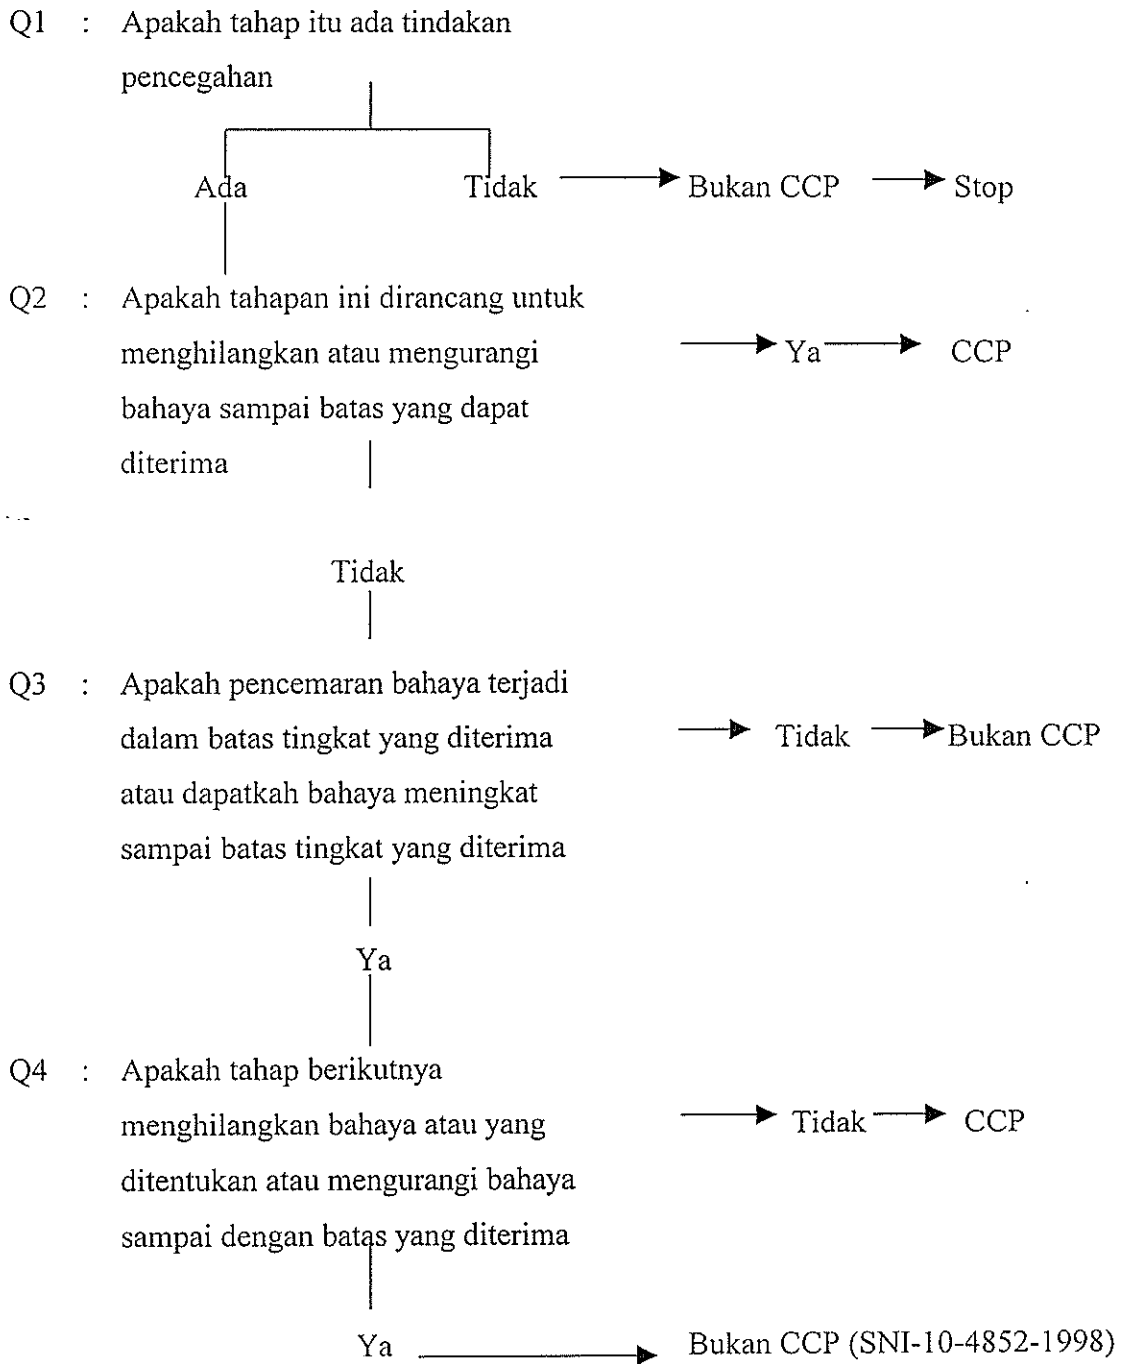 Q1 : Apakah tahap itu ada tindakan
pencegahan
Ada Tidak Bukan CCP Stop
Q2 : Apakah tahapan ini dirancang untuk
menghilangkan atau mengurangi Ya CCP
bahaya sampai batas yang dapat
diterima
Tidak
Q3 : Apakah pencemaran bahaya terjadi
dalam batas tingkat yang diterima Tidak Bukan CCP
atau dapatkah bahaya meningkat
sampai batas tingkat yang diterima
Ya
Q4 : Apakah tahap berikutnya
menghilangkan bahaya atau yang Tidak CCP
ditentukan atau mengurangi bahaya
sampai dengan batas yang diterima
Ya Bukan CCP (SNI-10-4852-1998)